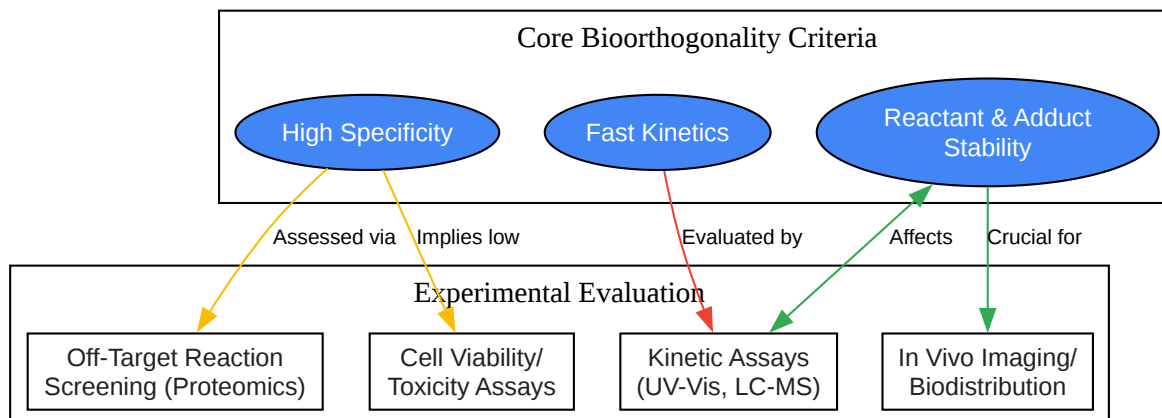 Core Bioorthogonality Criteria
High Specificity
Fast Kinetics
Reactant & Adduct
Stability
Assessed via
Implies low
Evaluated by
Affects
Crucial for
Experimental Evaluation
Off-Target Reaction
Screening (Proteomics)
Cell Viability/
Toxicity Assays
Kinetic Assays
(UV-Vis, LC-MS)
In Vivo Imaging/
Biodistribution